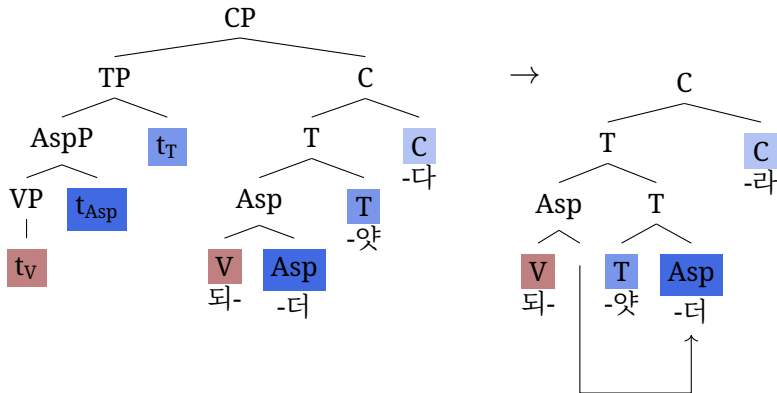 CP
TP C → C
AspP t_T T C -다 T C -라
VP t_Asp Asp T -얏 Asp T
t_V V 되- Asp -더 V 되- T -얏 Asp -더